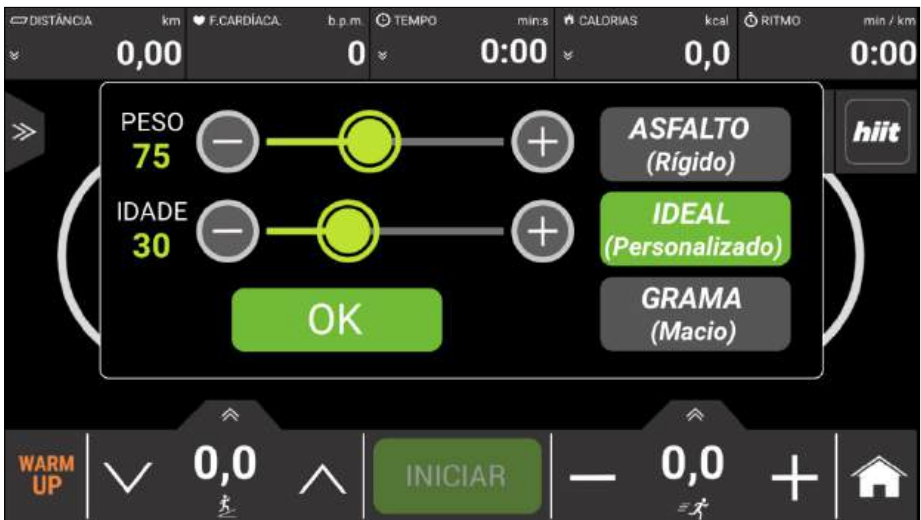 DISTÂNCIA km
0,00
F.CARDÍACA. b.p.m.
0
TEMPO min:s
0:00
CALORIAS kcal
0,0
RITMO min / km
0:00
PESO
75
IDADE
30
OK
ASFALTO
(Rígido)
IDEAL
(Personalizado)
GRAMA
(Macio)
hiit
WARM
UP
0,0
INICIAR
0,0